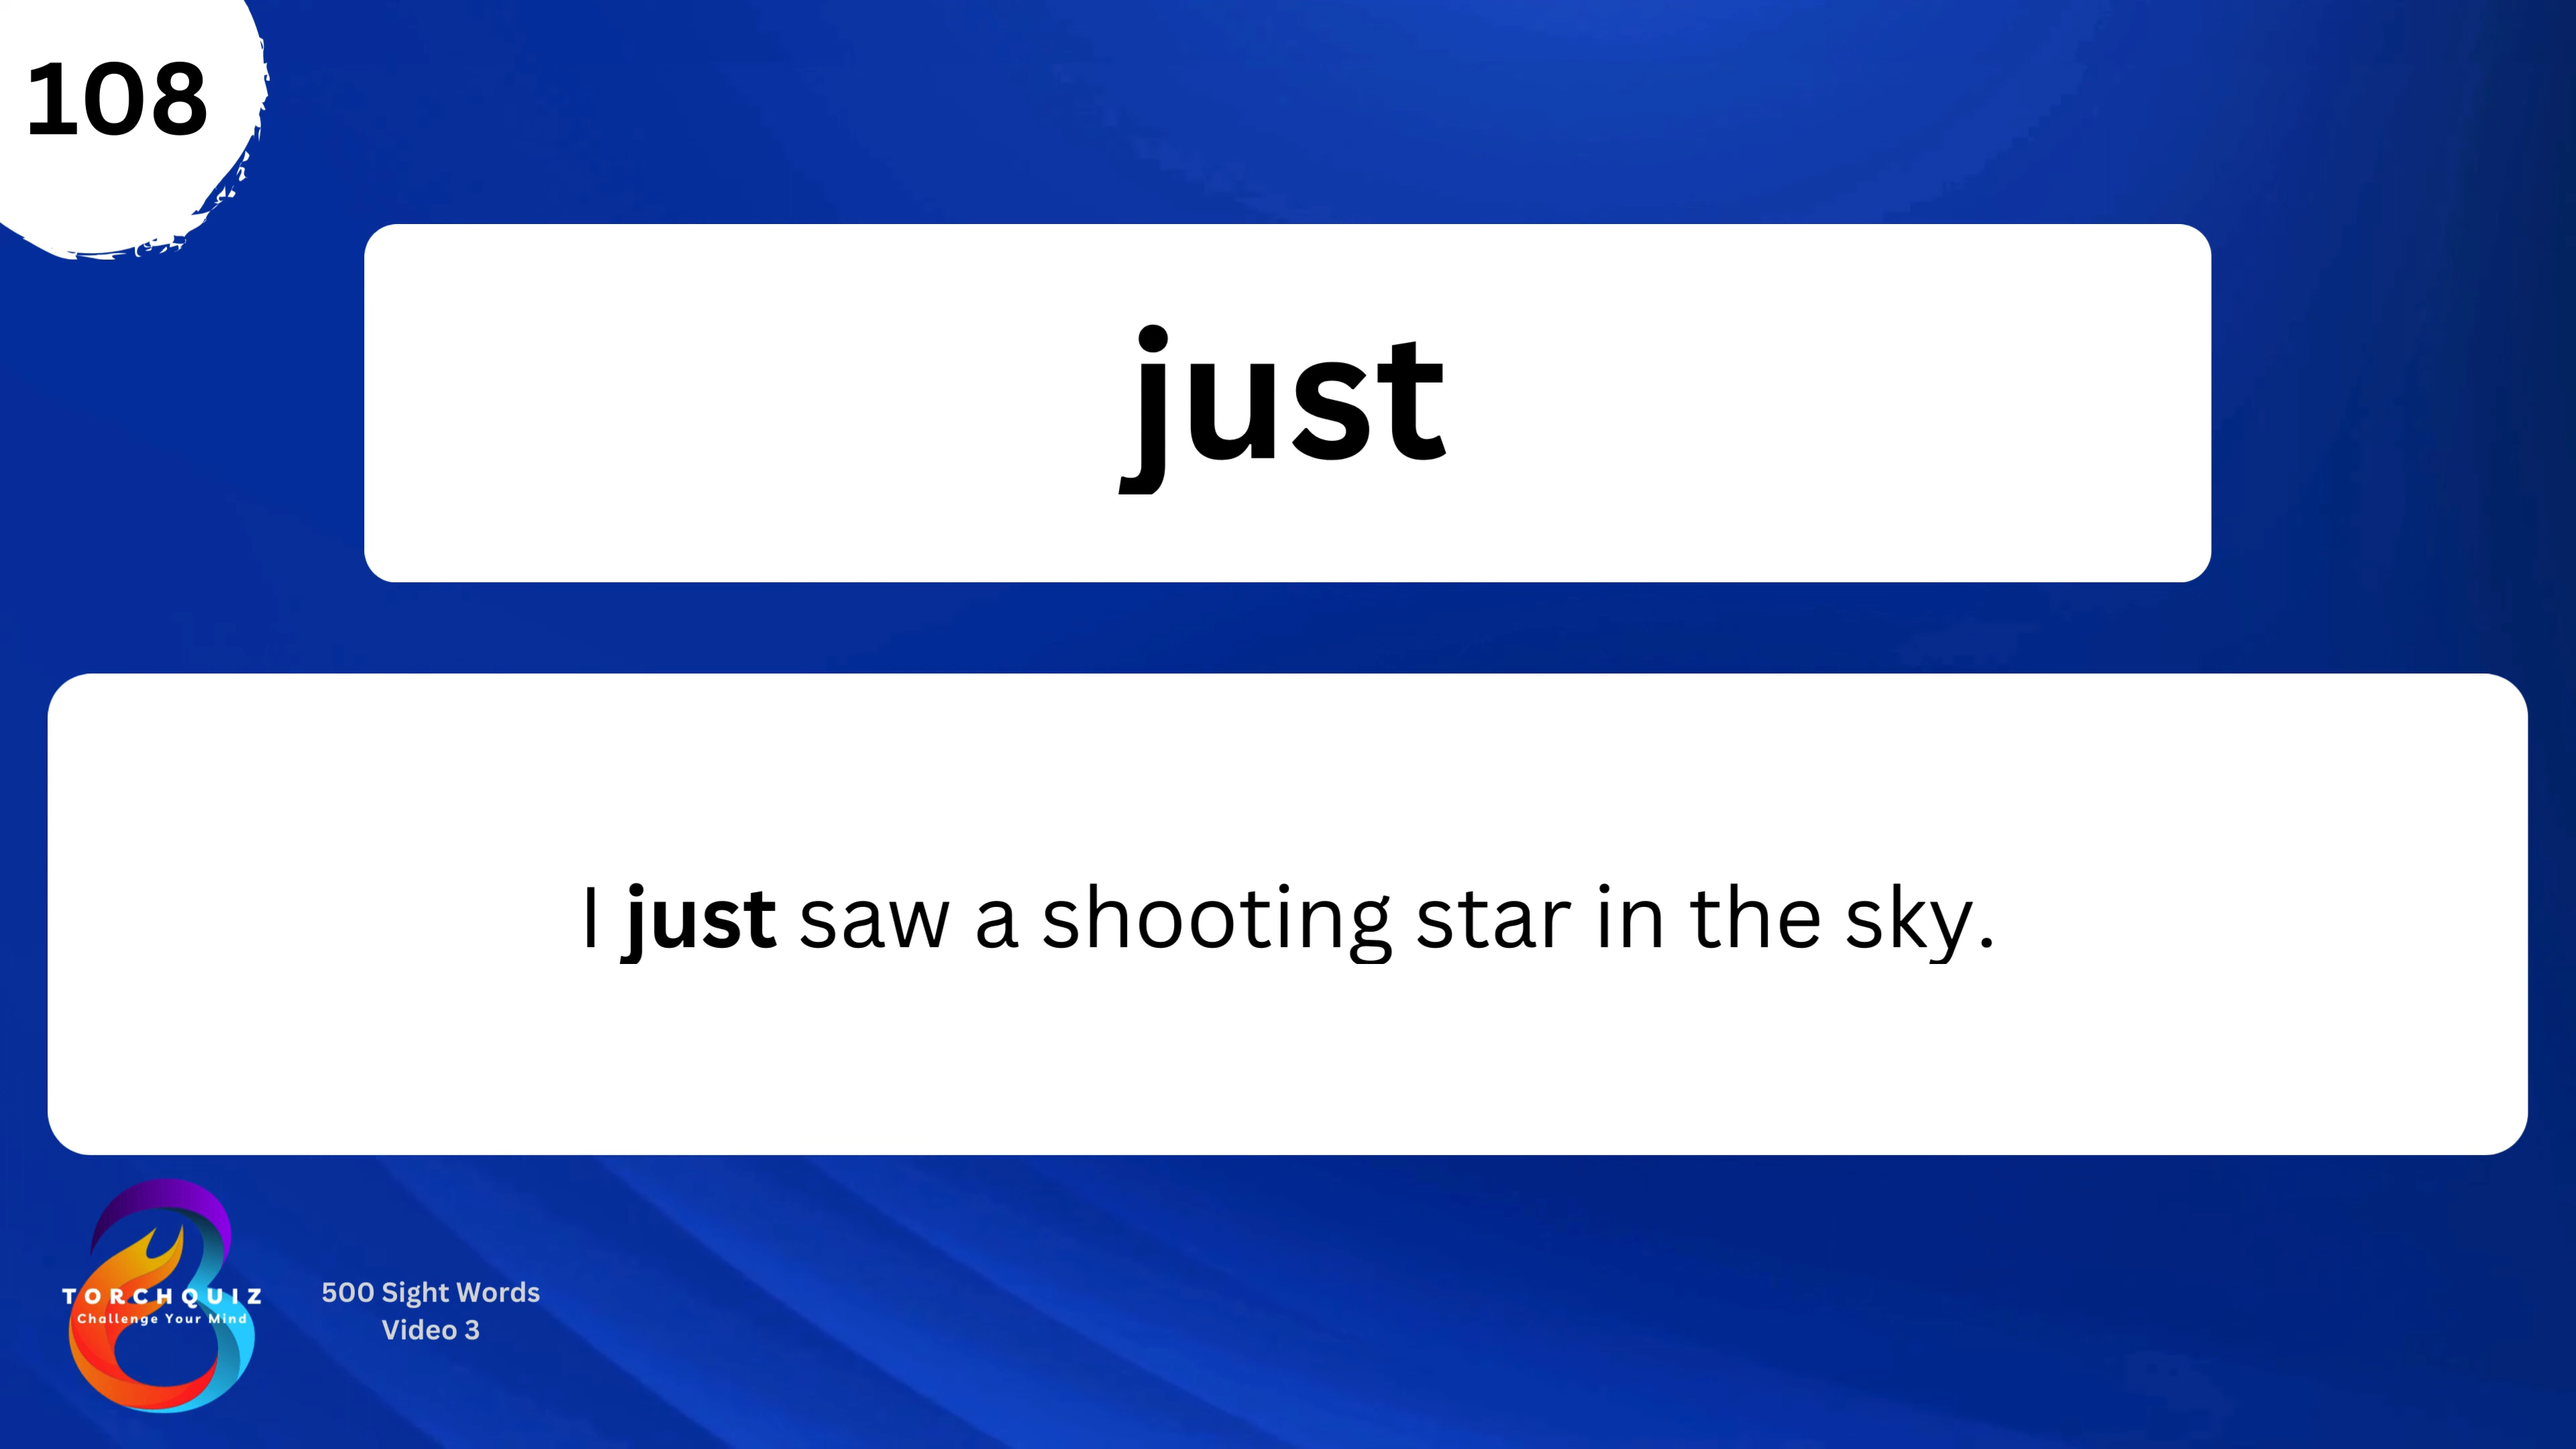 108
just
I just saw a shooting star in the sky.
TORCHQUIZ
Challenge Your Mind
500 Sight Words
Video 3